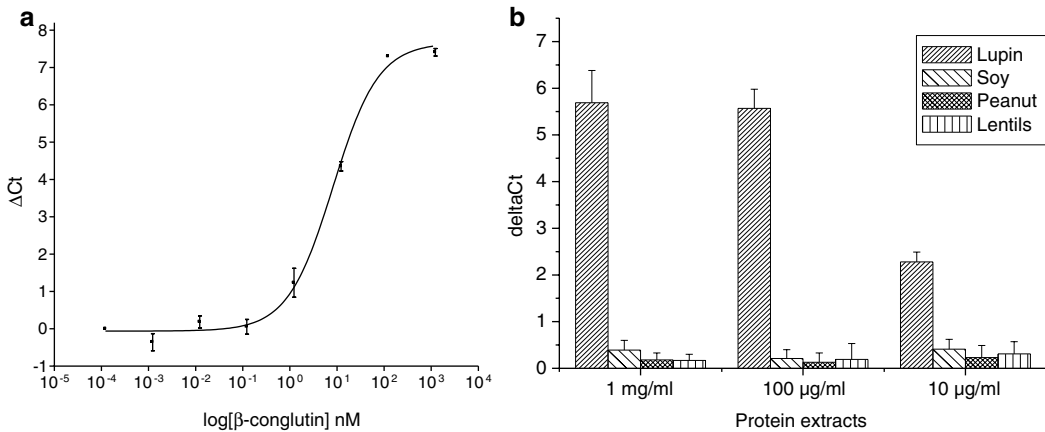 a
8
7
6
5
4
3
2
1
0
-1
ΔCt
10⁻⁵ 10⁻⁴ 10⁻³ 10⁻² 10⁻¹ 10⁰ 10¹ 10² 10³ 10⁴
log[β-conglutin] nM
b
7
6
5
4
3
2
1
0
deltaCt
Lupin
Soy
Peanut
Lentils
1 mg/ml 100 µg/ml 10 µg/ml
Protein extracts